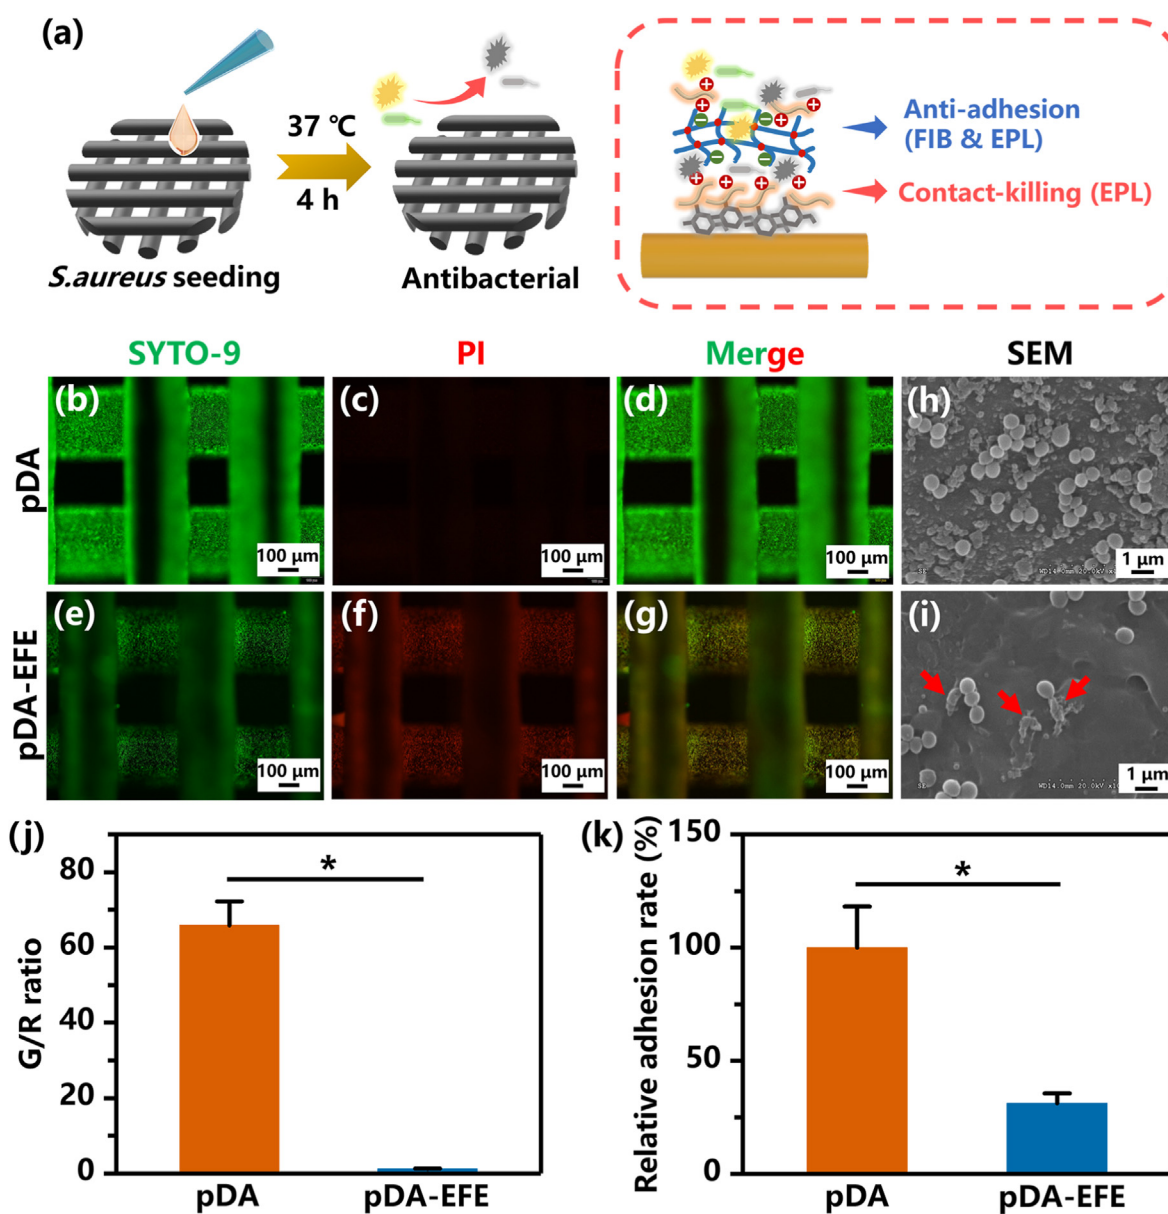 (a)
37 ℃
4 h
S.aureus seeding
Antibacterial
Anti-adhesion
(FIB & EPL)
Contact-killing (EPL)
SYTO-9
PI
Merge
SEM
pDA
(b)
(c)
(d)
(h)
100 μm
100 μm
100 μm
1 μm
pDA-EFE
(e)
(f)
(g)
(i)
100 μm
100 μm
100 μm
1 μm
(j)
G/R ratio
80
60
40
20
0
*
pDA
pDA-EFE
(k)
Relative adhesion rate (%)
150
100
50
0
*
pDA
pDA-EFE